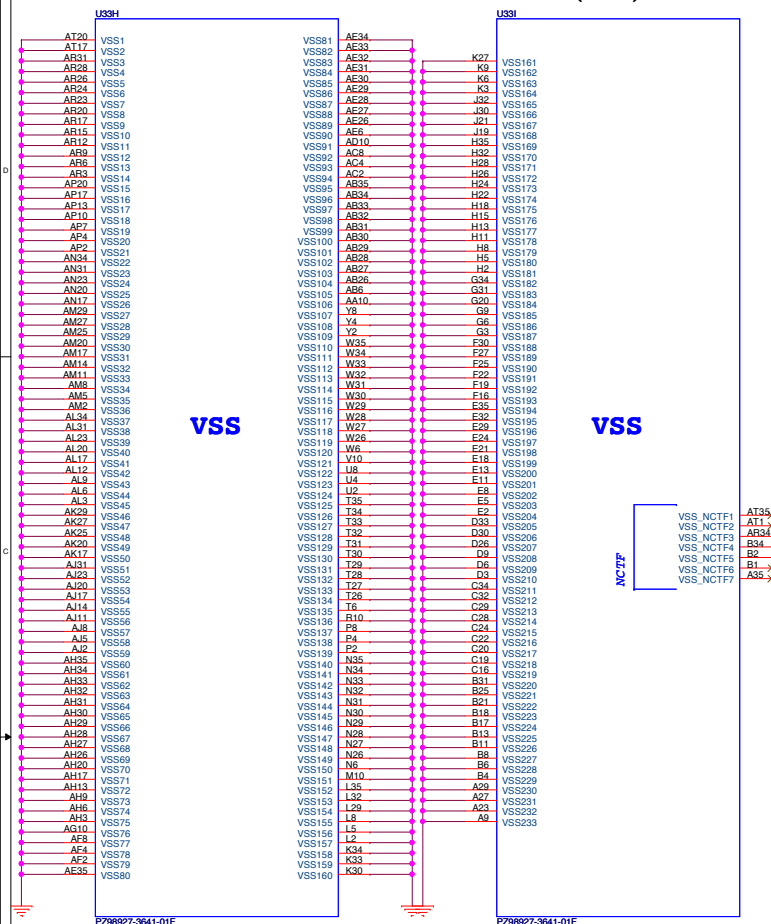 U33H
AT20 VSS1 VSS81 AE34
AT17 VSS2 VSS82 AE33
AR31 VSS3 VSS83 AE32
AR28 VSS4 VSS84 AE31
AR26 VSS5 VSS85 AE30
AR24 VSS6 VSS86 AE29
AR23 VSS7 VSS87 AE28
AR20 VSS8 VSS88 AE27
AR17 VSS9 VSS89 AE26
AR15 VSS10 VSS90 AE6
AR12 VSS11 VSS91 AD10
AR9 VSS12 VSS92 AC8
AR6 VSS13 VSS93 AC4
AR3 VSS14 VSS94 AC2
AP20 VSS15 VSS95 AB35
AP17 VSS16 VSS96 AB34
AP13 VSS17 VSS97 AB33
AP10 VSS18 VSS98 AB32
AP7 VSS19 VSS99 AB31
AP4 VSS20 VSS100 AB30
AP2 VSS21 VSS101 AB29
AN34 VSS22 VSS102 AB28
AN31 VSS23 VSS103 AB27
AN23 VSS24 VSS104 AB26
AN20 VSS25 VSS105 AB6
AN17 VSS26 VSS106 AA10
AM29 VSS27 VSS107 Y8
AM27 VSS28 VSS108 Y4
AM25 VSS29 VSS109 Y2
AM20 VSS30 VSS110 W35
AM17 VSS31 VSS111 W34
AM14 VSS32 VSS112 W33
AM11 VSS33 VSS113 W32
AM8 VSS34 VSS114 W31
AM5 VSS35 VSS115 W30
AM2 VSS36 VSS116 W29
AL34 VSS37 VSS117 W28
AL31 VSS38 VSS118 W27
AL23 VSS39 VSS119 W26
AL20 VSS40 VSS120 W6
AL17 VSS41 VSS121 V10
AL12 VSS42 VSS122 U8
AL9 VSS43 VSS123 U4
AL6 VSS44 VSS124 U2
AL3 VSS45 VSS125 T35
AK29 VSS46 VSS126 T34
AK27 VSS47 VSS127 T33
AK25 VSS48 VSS128 T32
AK20 VSS49 VSS129 T31
AK17 VSS50 VSS130 T30
AJ31 VSS51 VSS131 T29
AJ23 VSS52 VSS132 T28
AJ20 VSS53 VSS133 T27
AJ17 VSS54 VSS134 T26
AJ14 VSS55 VSS135 T6
AJ11 VSS56 VSS136 R10
AJ8 VSS57 VSS137 P8
AJ5 VSS58 VSS138 P4
AJ2 VSS59 VSS139 P2
AH35 VSS60 VSS140 N35
AH34 VSS61 VSS141 N34
AH33 VSS62 VSS142 N33
AH32 VSS63 VSS143 N32
AH31 VSS64 VSS144 N31
AH30 VSS65 VSS145 N30
AH29 VSS66 VSS146 N29
AH28 VSS67 VSS147 N28
AH27 VSS68 VSS148 N27
AH26 VSS69 VSS149 N26
AH20 VSS70 VSS150 N6
AH17 VSS71 VSS151 M10
AH13 VSS72 VSS152 L35
AH9 VSS73 VSS153 L32
AH6 VSS74 VSS154 L29
AH3 VSS75 VSS155 L8
AG10 VSS76 VSS156 L5
AF8 VSS77 VSS157 L2
AF4 VSS78 VSS158 K34
AF2 VSS79 VSS159 K33
AE35 VSS80 VSS160 K30
VSS
PZ98927-3641-01F
U33I
K27 VSS161
K9 VSS162
K6 VSS163
K3 VSS164
J32 VSS165
J30 VSS166
J21 VSS167
J19 VSS168
H35 VSS169
H32 VSS170
H28 VSS171
H26 VSS172
H24 VSS173
H22 VSS174
H18 VSS175
H15 VSS176
H13 VSS177
H11 VSS178
H8 VSS179
H5 VSS180
H2 VSS181
G34 VSS182
G31 VSS183
G20 VSS184
G9 VSS185
G6 VSS186
G3 VSS187
F30 VSS188
F27 VSS189
F25 VSS190
F22 VSS191
F19 VSS192
F16 VSS193
E35 VSS194
E32 VSS195
E29 VSS196
E24 VSS197
E21 VSS198
E18 VSS199
E13 VSS200
E11 VSS201
E8 VSS202
E5 VSS203
E2 VSS204
D33 VSS205
D30 VSS206
D26 VSS207
D9 VSS208
D6 VSS209
D3 VSS210
C34 VSS211
C32 VSS212
C29 VSS213
C28 VSS214
C24 VSS215
C22 VSS216
C20 VSS217
C19 VSS218
C16 VSS219
B31 VSS220
B25 VSS221
B21 VSS222
B18 VSS223
B17 VSS224
B13 VSS225
B11 VSS226
B8 VSS227
B6 VSS228
B4 VSS229
A29 VSS230
A27 VSS231
A23 VSS232
A9 VSS233
VSS
NCTF
VSS_NCTF1 AT35
VSS_NCTF2 AT1
VSS_NCTF3 AR34
VSS_NCTF4 B34
VSS_NCTF5 B2
VSS_NCTF6 B1
VSS_NCTF7 A35
PZ98927-3641-01F
D
C